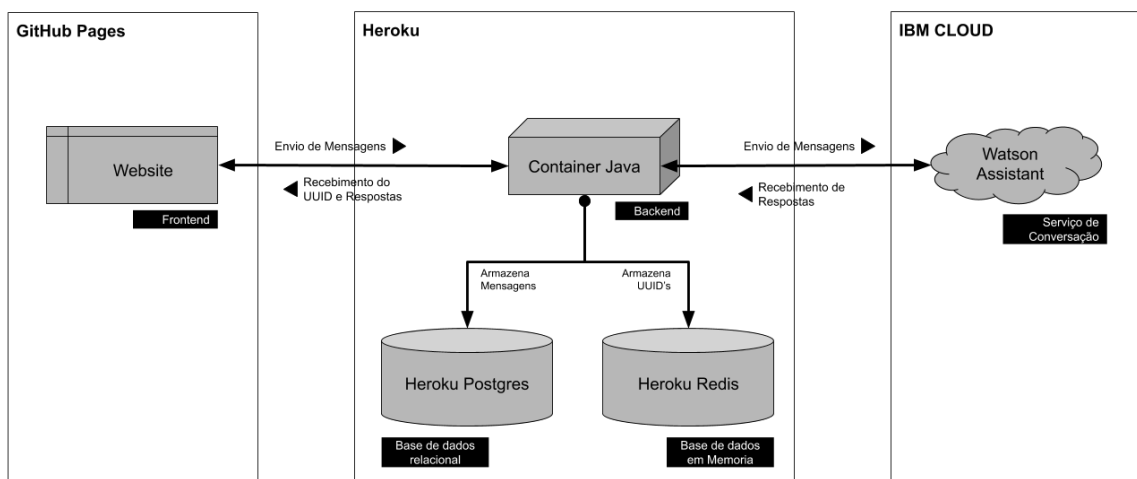 GitHub Pages
Heroku
IBM CLOUD
Envio de Mensagens
Envio de Mensagens
Website
Container Java
Watson
Assistant
Recebimento do
UUID e Respostas
Recebimento de
Respostas
Frontend
Backend
Serviço de
Conversação
Armazena
Mensagens
Armazena
UUID's
Heroku Postgres
Heroku Redis
Base de dados
relacional
Base de dados
em Memoria